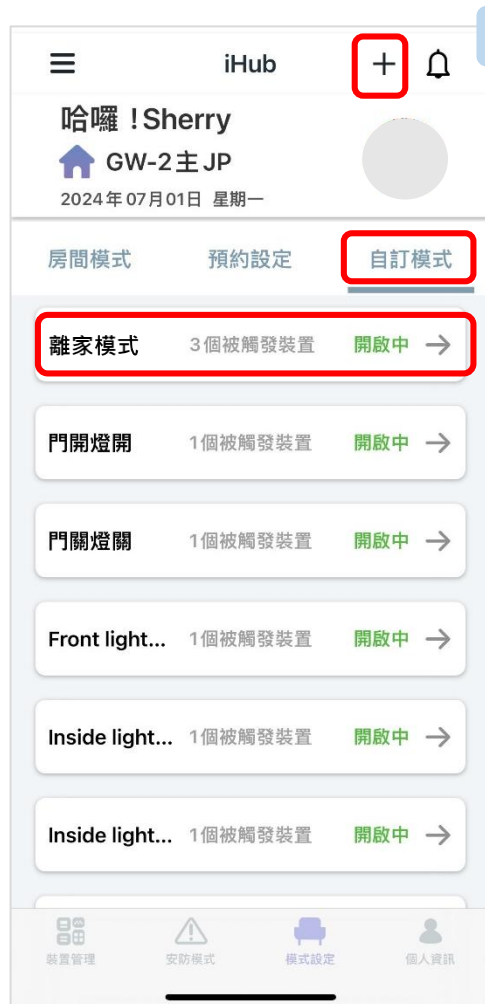 iHub
哈囉 ! Sherry
GW-2主 JP
2024年07月01日 星期一
房間模式 預約設定 自訂模式
離家模式 3個被觸發裝置 開啟中
門開燈開 1個被觸發裝置 開啟中
門關燈關 1個被觸發裝置 開啟中
Front light... 1個被觸發裝置 開啟中
Inside light... 1個被觸發裝置 開啟中
Inside light... 1個被觸發裝置 開啟中
裝置管理 安防模式 模式設定 個人資訊